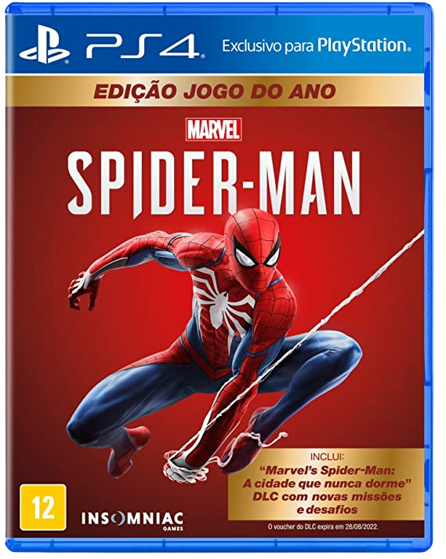 PS4 Exclusivo para PlayStation®
EDIÇÃO JOGO DO ANO
MARVEL
SPIDER-MAN
INCLUI:
“Marvel’s Spider-Man:
A cidade que nunca dorme”
DLC com novas missões
e desafios
O voucher do DLC expira em 28/08/2022.
12
INSOMNIAC
GAMES